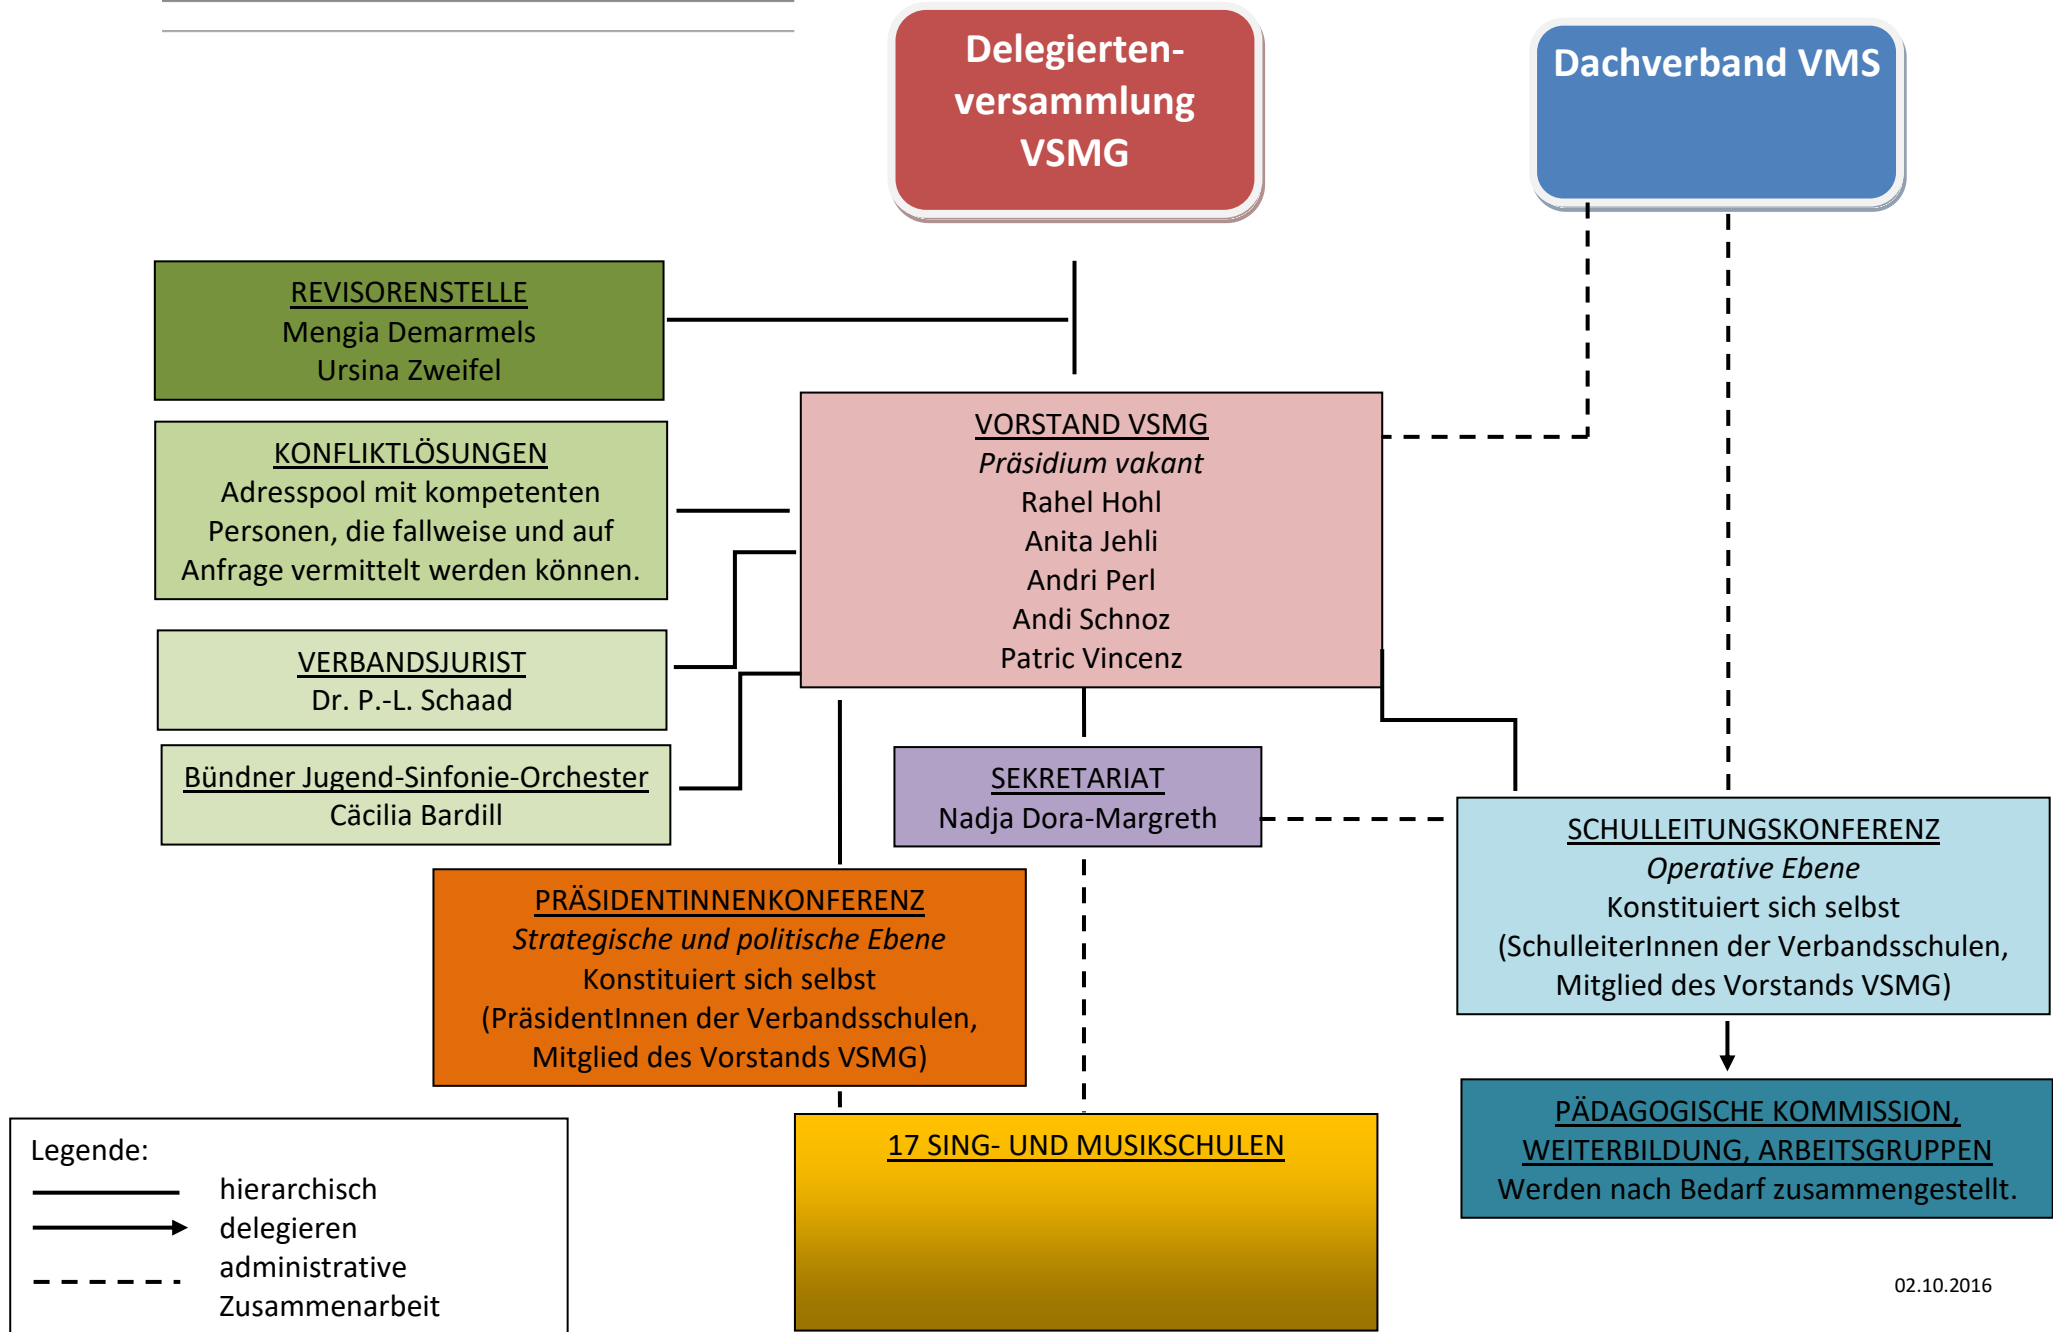 Delegierten-
versammlung
VSMG
Dachverband VMS
REVISORENSTELLE
Mengia Demarmels
Ursina Zweifel
KONFLIKTLÖSUNGEN
Adresspool mit kompetenten
Personen, die fallweise und auf
Anfrage vermittelt werden können.
VORSTAND VSMG
Präsidium vakant
Rahel Hohl
Anita Jehli
Andri Perl
Andi Schnoz
Patric Vincenz
VERBANDSJURIST
Dr. P.-L. Schaad
Bündner Jugend-Sinfonie-Orchester
Cäcilia Bardill
SEKRETARIAT
Nadja Dora-Margreth
SCHULLEITUNGSKONFERENZ
Operative Ebene
Konstituiert sich selbst
(SchulleiterInnen der Verbandsschulen,
Mitglied des Vorstands VSMG)
PRÄSIDENTINNENKONFERENZ
Strategische und politische Ebene
Konstituiert sich selbst
(PräsidentInnen der Verbandsschulen,
Mitglied des Vorstands VSMG)
PÄDAGOGISCHE KOMMISSION,
WEITERBILDUNG, ARBEITSGRUPPEN
Werden nach Bedarf zusammengestellt.
17 SING- UND MUSIKSCHULEN
Legende:
hierarchisch
delegieren
administrative
Zusammenarbeit
02.10.2016